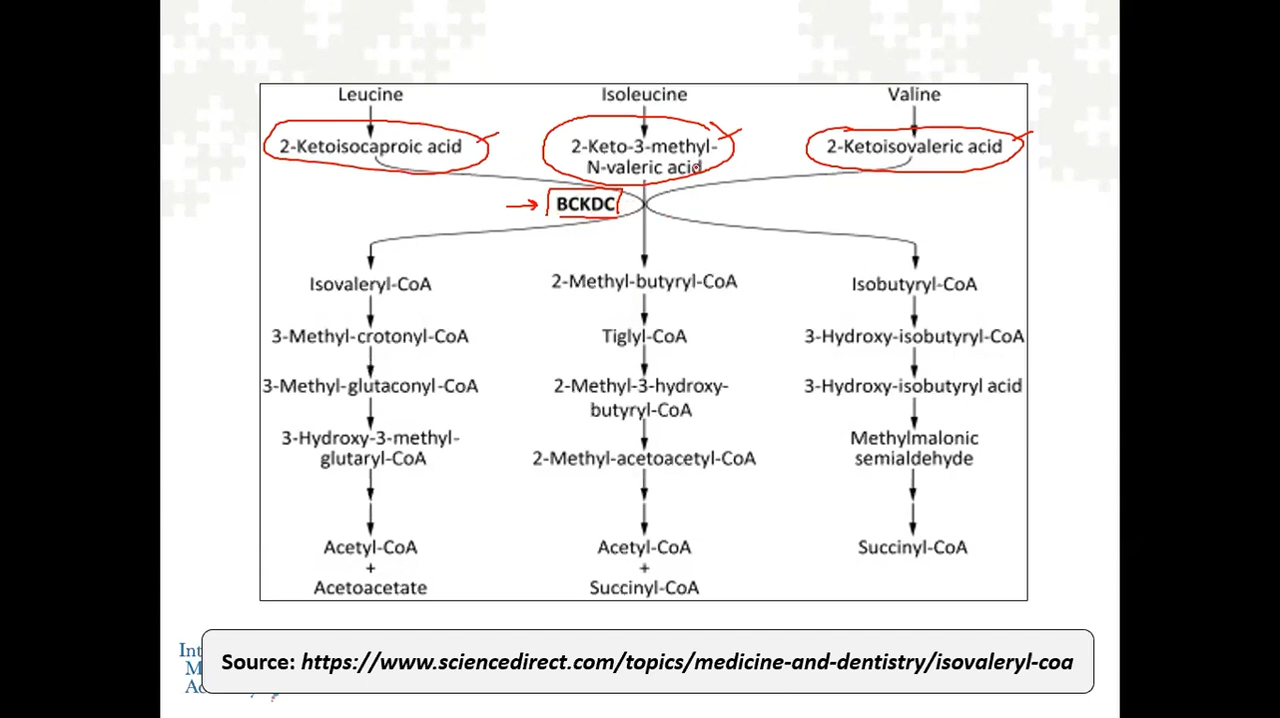 Leucine
Isoleucine
Valine
2-Ketoisocaproic acid
2-Keto-3-methyl-
N-valeric acid
2-Ketoisovaleric acid
BCKDC
Isovaleryl-CoA
2-Methyl-butyryl-CoA
Isobutyryl-CoA
3-Methyl-crotonyl-CoA
Tiglyl-CoA
3-Hydroxy-isobutyryl-CoA
3-Methyl-glutaconyl-CoA
2-Methyl-3-hydroxy-
butyryl-CoA
3-Hydroxy-isobutyryl acid
3-Hydroxy-3-methyl-
glutaryl-CoA
2-Methyl-acetoacetyl-CoA
Methylmalonic
semialdehyde
Acetyl-CoA
+
Acetoacetate
Acetyl-CoA
+
Succinyl-CoA
Succinyl-CoA
Source: https://www.sciencedirect.com/topics/medicine-and-dentistry/isovaleryl-coa